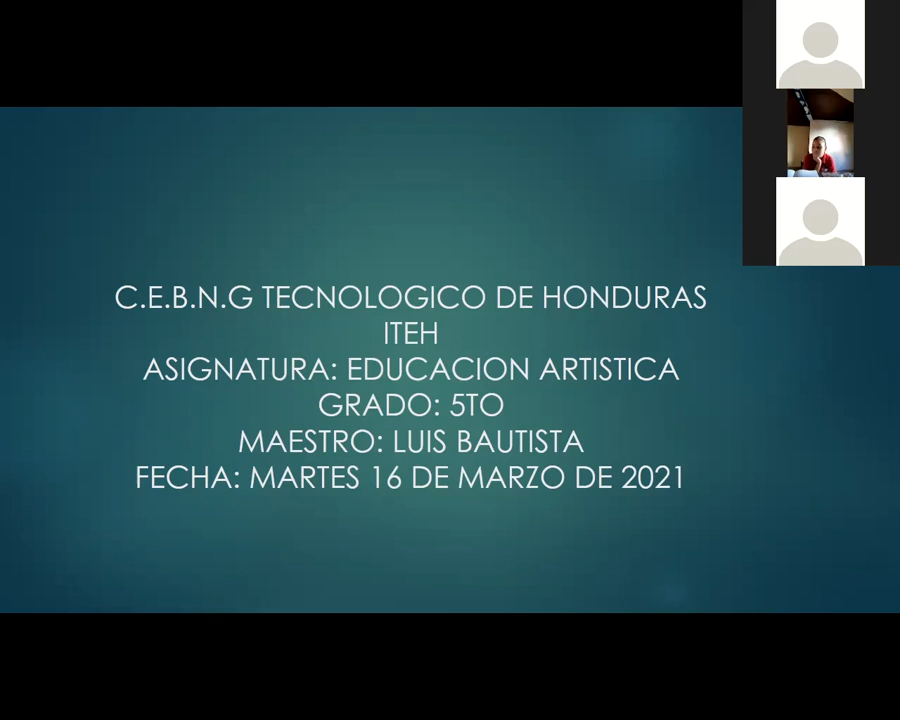 C.E.B.N.G TECNOLOGICO DE HONDURAS
ITEH
ASIGNATURA: EDUCACION ARTISTICA
GRADO: 5TO
MAESTRO: LUIS BAUTISTA
FECHA: MARTES 16 DE MARZO DE 2021